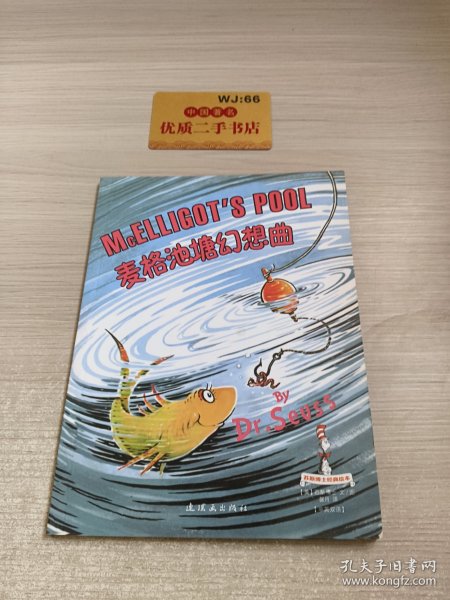 WJ:66
中国著名
优质二手书店
McELLIGOT'S POOL
麦格池塘幻想曲
By
Dr. Seuss
苏斯博士经典绘本
连环画出版社
孔夫子旧书网
www.kongfz.com